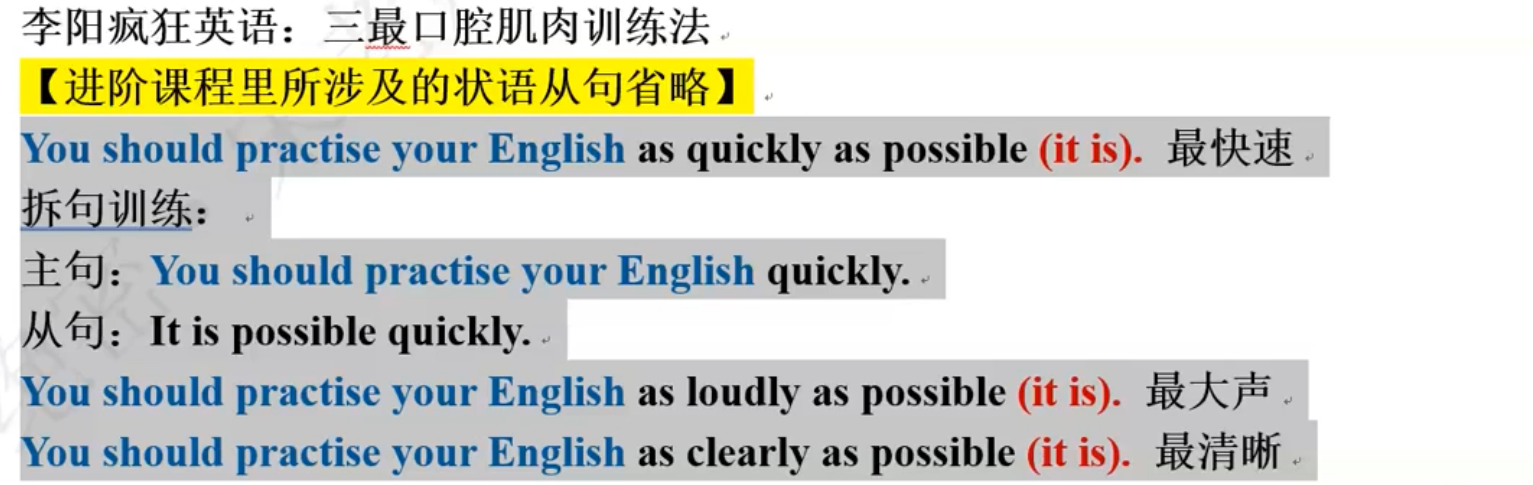 李阳疯狂英语：三最口腔肌肉训练法
【进阶课程里所涉及的状语从句省略】
You should practise your English as quickly as possible (it is). 最快速
拆句训练：
主句：You should practise your English quickly.
从句：It is possible quickly.
You should practise your English as loudly as possible (it is). 最大声
You should practise your English as clearly as possible (it is). 最清晰